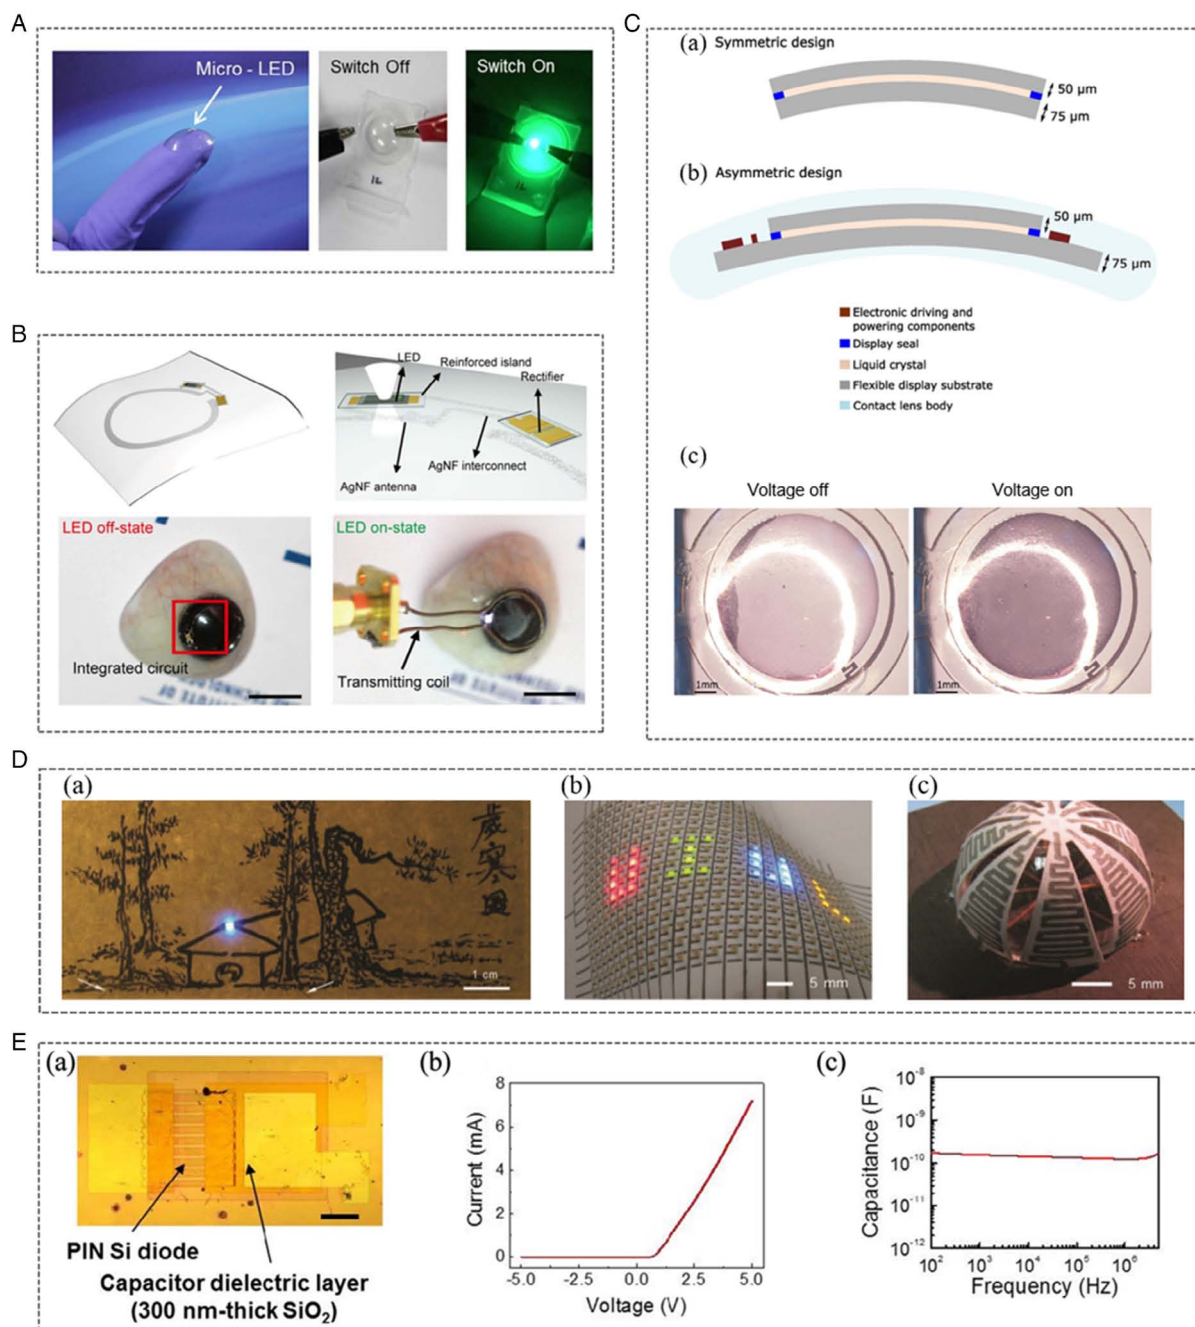 A
Micro - LED
Switch Off
Switch On
B
LED
Reinforced island
Rectifier
AgNF interconnect
AgNF antenna
LED off-state
LED on-state
Integrated circuit
Transmitting coil
C
(a) Symmetric design
50 µm
75 µm
(b) Asymmetric design
50 µm
75 µm
Electronic driving and
powering components
Display seal
Liquid crystal
Flexible display substrate
Contact lens body
(c)
Voltage off
Voltage on
1mm
1mm
D
(a)
歲寒圖
1 cm
(b)
5 mm
(c)
5 mm
E
(a)
PIN Si diode
Capacitor dielectric layer
(300 nm-thick SiO₂)
(b)
Current (mA)
8
6
4
2
0
-5.0 -2.5 0.0 2.5 5.0
Voltage (V)
(c)
Capacitance (F)
10⁻⁸
10⁻⁹
10⁻¹⁰
10⁻¹¹
10⁻¹²
10² 10³ 10⁴ 10⁵ 10⁶
Frequency (Hz)